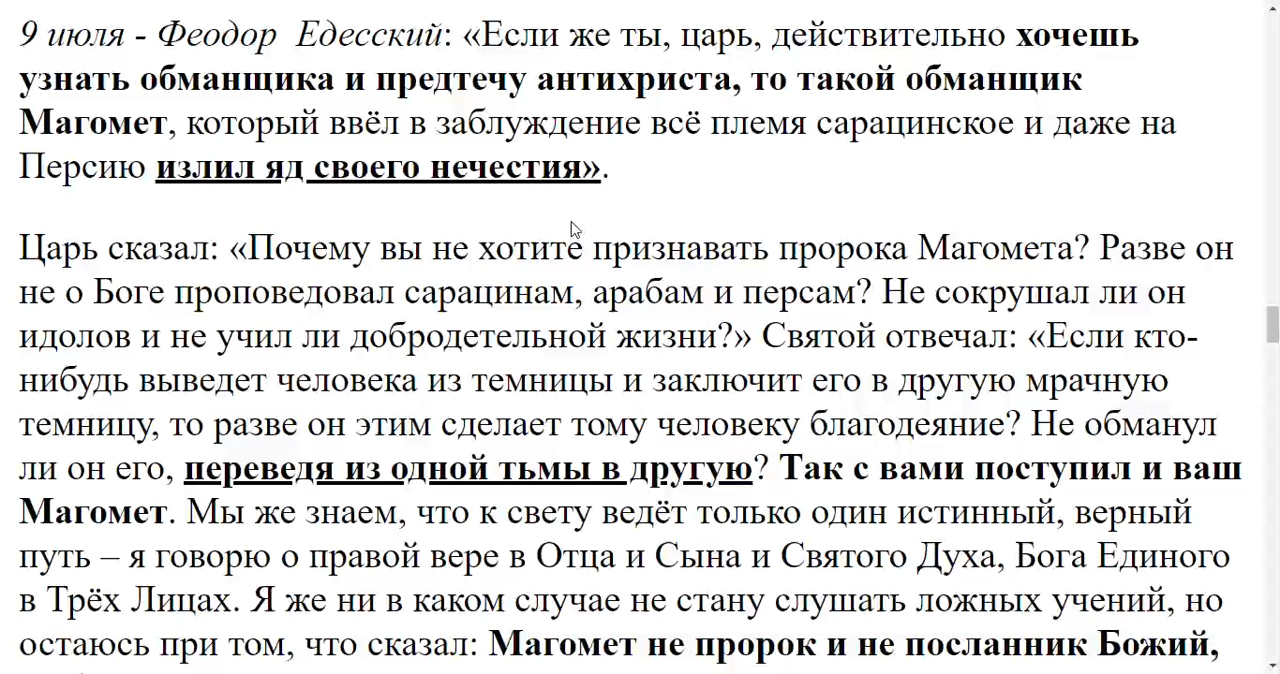 9 июля - Феодор Едесский: «Если же ты, царь, действительно хочешь
узнать обманщика и предтечу антихриста, то такой обманщик
Магомет, который ввёл в заблуждение всё племя сарацинское и даже на
Персию излил яд своего нечестия».
Царь сказал: «Почему вы не хотите признавать пророка Магомета? Разве он
не о Боге проповедовал сарацинам, арабам и персам? Не сокрушал ли он
идолов и не учил ли добродетельной жизни?» Святой отвечал: «Если кто-
нибудь выведет человека из темницы и заключит его в другую мрачную
темницу, то разве он этим сделает тому человеку благодеяние? Не обманул
ли он его, переведя из одной тьмы в другую? Так с вами поступил и ваш
Магомет. Мы же знаем, что к свету ведёт только один истинный, верный
путь – я говорю о правой вере в Отца и Сына и Святого Духа, Бога Единого
в Трёх Лицах. Я же ни в каком случае не стану слушать ложных учений, но
остаюсь при том, что сказал: Магомет не пророк и не посланник Божий,